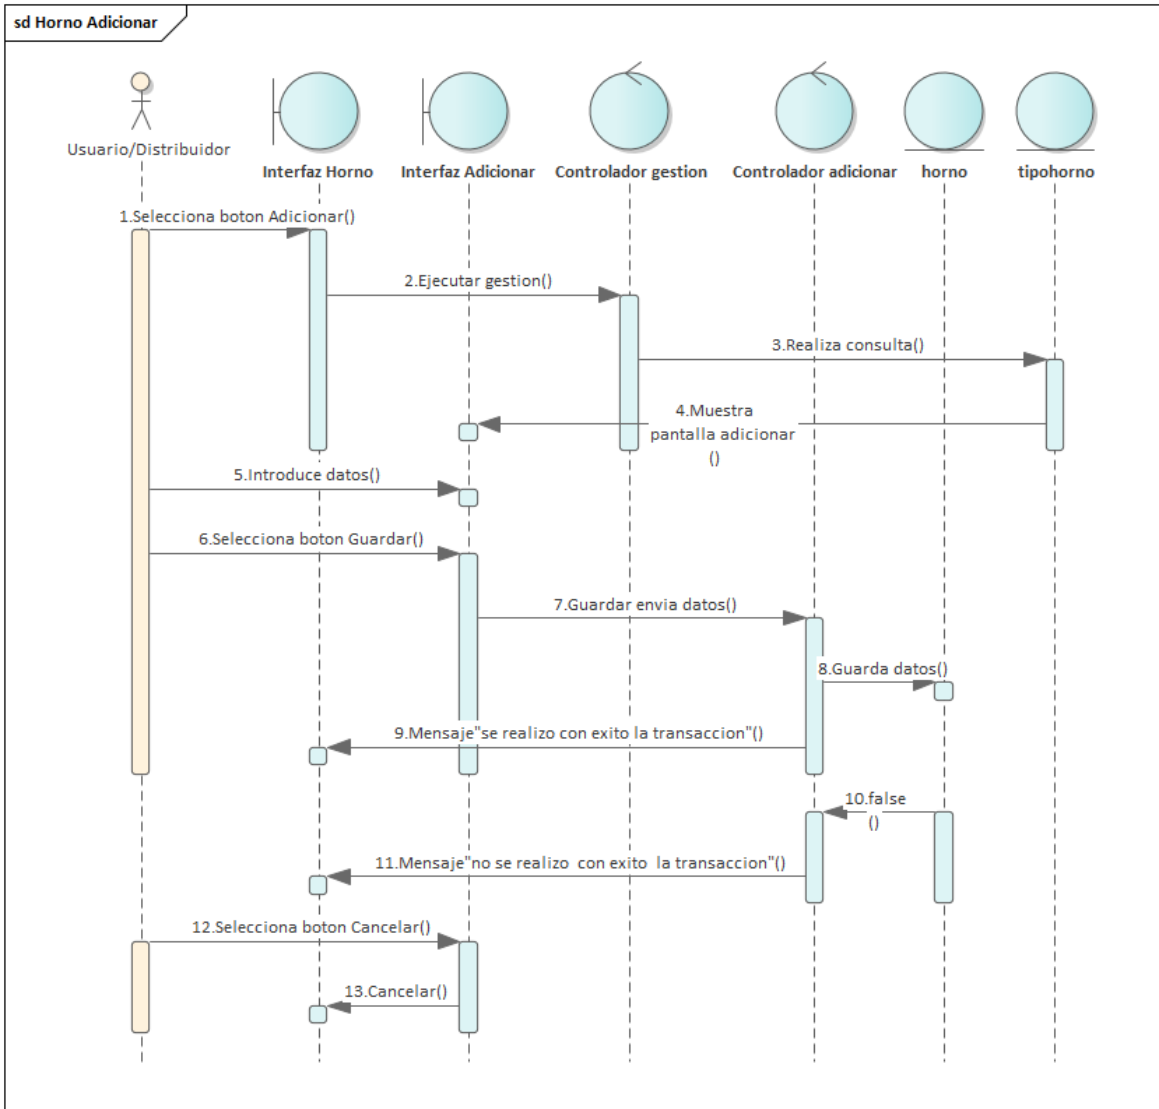 sd Horno Adicionar
Usuario/Distribuidor
Interfaz Horno
Interfaz Adicionar
Controlador gestion
Controlador adicionar
horno
tipohorno
1.Selecciona boton Adicionar()
2.Ejecutar gestion()
3.Realiza consulta()
4.Muestra
pantalla adicionar
()
5.Introduce datos()
6.Selecciona boton Guardar()
7.Guardar envia datos()
8.Guarda datos()
9.Mensaje"se realizo con exito la transaccion"()
10.false
()
11.Mensaje"no se realizo  con exito  la transaccion"()
12.Selecciona boton Cancelar()
13.Cancelar()